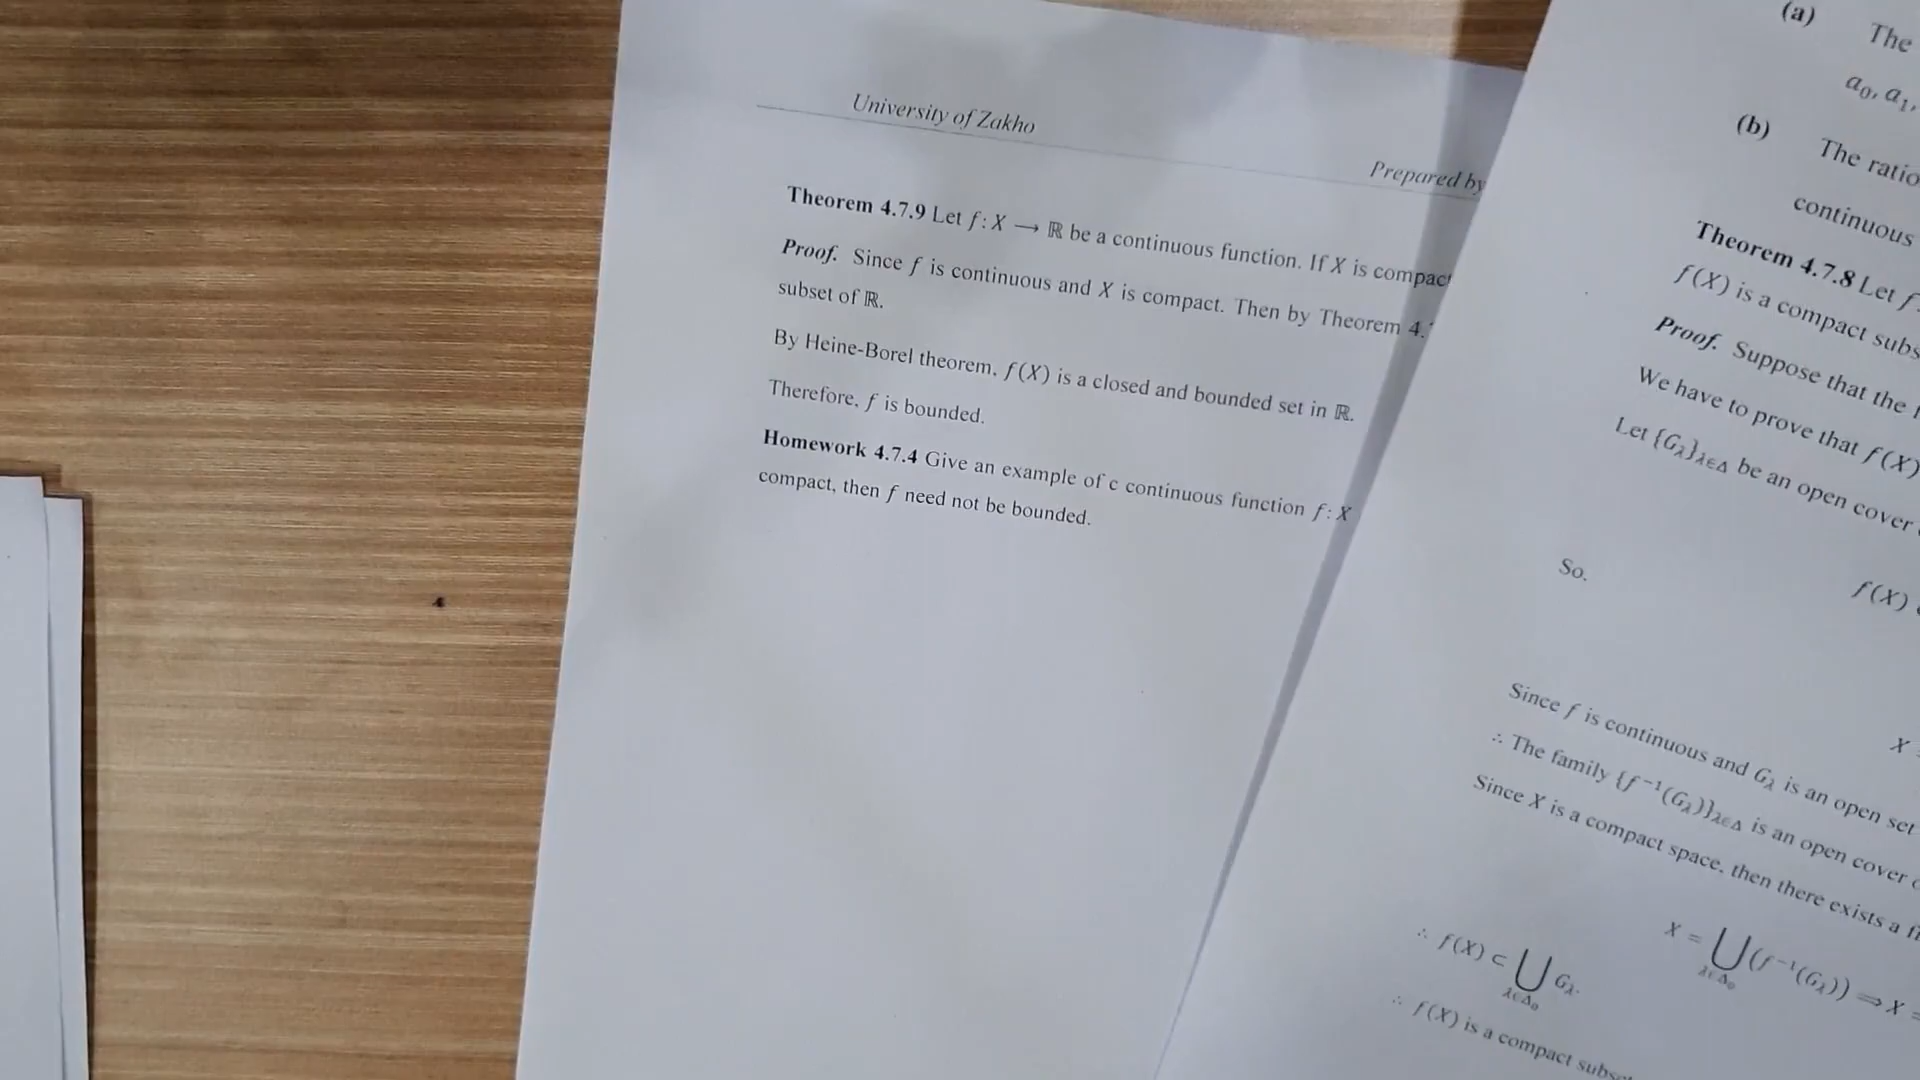 University of Zakho
Prepared by
Theorem 4.7.9 Let f: X ⟶ ℝ be a continuous function. If X is compact
Proof. Since f is continuous and X is compact. Then by Theorem 4.
subset of ℝ.
By Heine-Borel theorem, f(X) is a closed and bounded set in ℝ.
Therefore, f is bounded.
Homework 4.7.4 Give an example of c continuous function f: X
compact, then f need not be bounded.
(a) The
a₀, a₁,
(b) The ratio
continuous
Theorem 4.7.8 Let f
f(X) is a compact subs
Proof. Suppose that the f
We have to prove that f(X)
Let {G_λ}_{λ∈Δ} be an open cover
So,
f(X)
X
Since f is continuous and G_λ is an open set
∴ The family {f⁻¹(G_λ)}_{λ∈Δ} is an open cover
Since X is a compact space, then there exists a fi
X = ⋃_{λ∈Δ₀} (f⁻¹(G_λ)) ⟹ X =
∴ f(X) ⊂ ⋃_{λ∈Δ₀} G_λ.
∴ f(X) is a compact subset